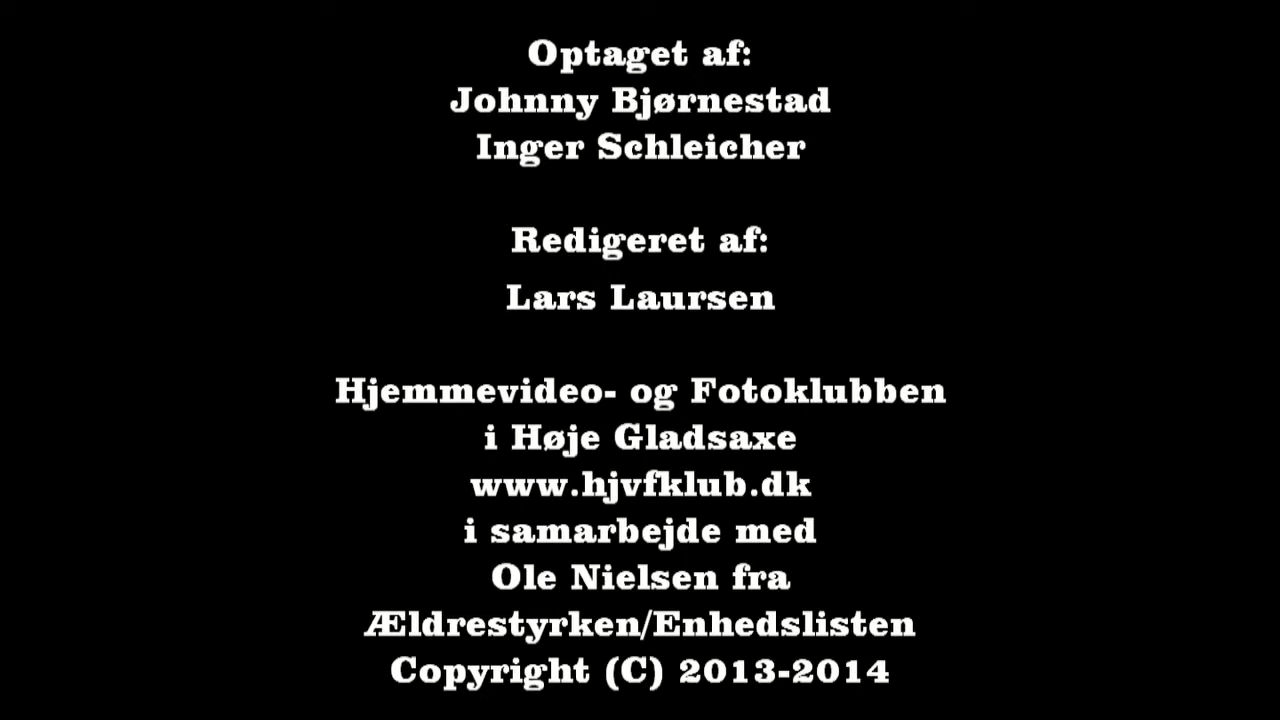 Optaget af:
Johnny Bjørnestad
Inger Schleicher
Redigeret af:
Lars Laursen
Hjemmevideo- og Fotoklubben
i Høje Gladsaxe
www.hjvfklub.dk
i samarbejde med
Ole Nielsen fra
Ældrestyrken/Enhedslisten
Copyright (C) 2013-2014